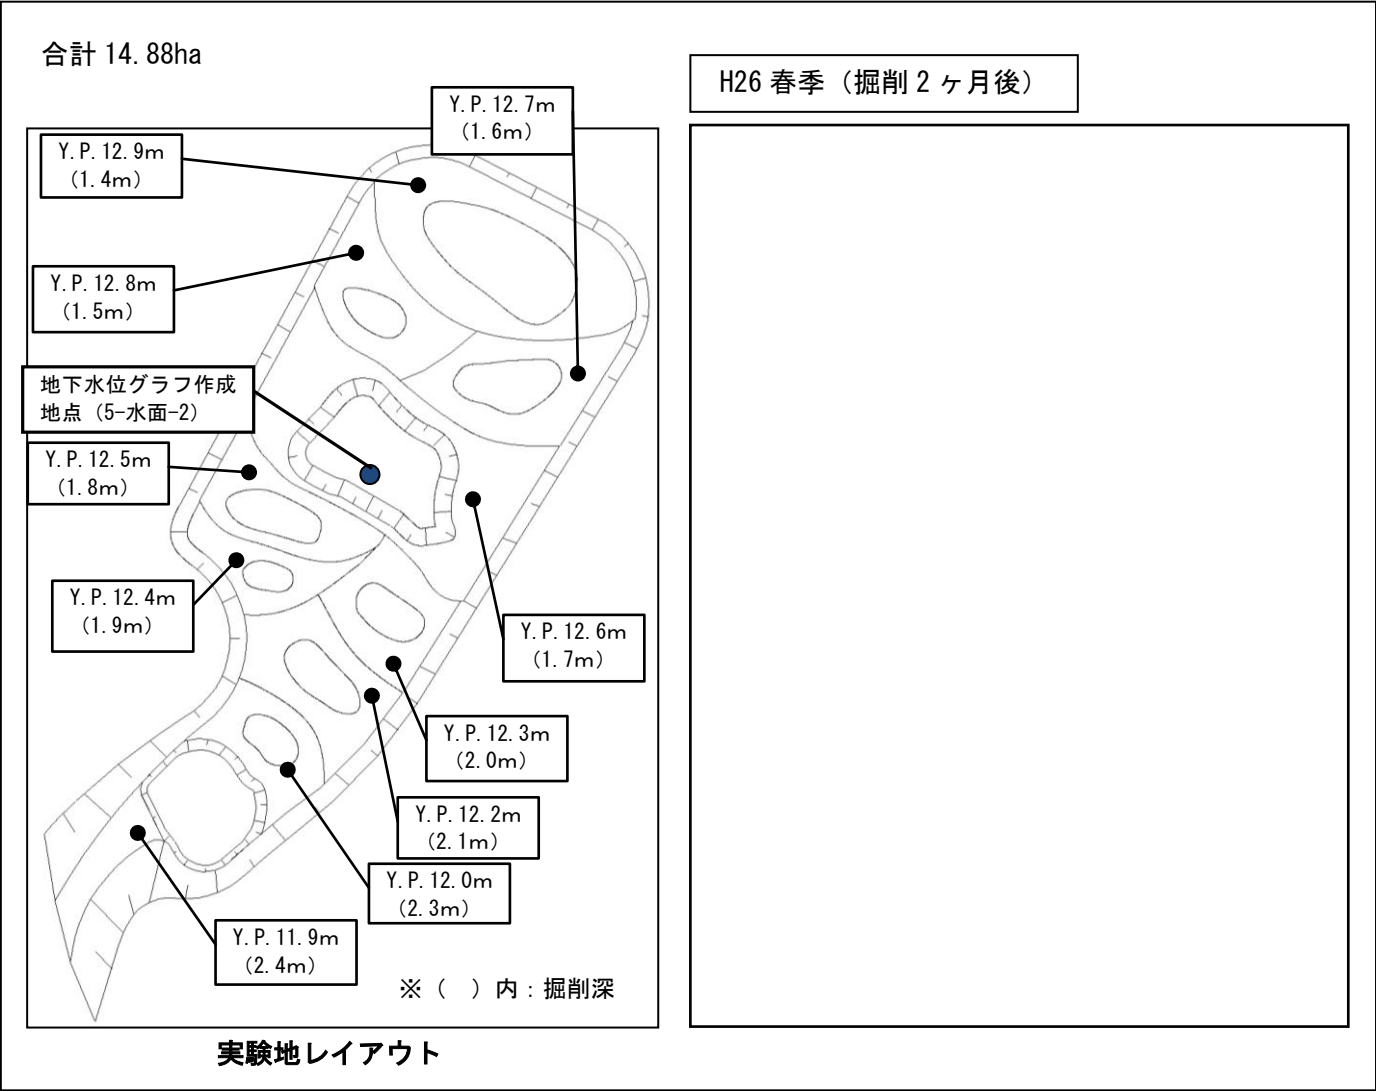 合計 14.88ha
H26 春季（掘削 2 ヶ月後）
Y.P.12.7m
（1.6m）
Y.P.12.9m
（1.4m）
Y.P.12.8m
（1.5m）
地下水位グラフ作成
地点（5-水面-2）
Y.P.12.5m
（1.8m）
Y.P.12.4m
（1.9m）
Y.P.12.6m
（1.7m）
Y.P.12.3m
（2.0m）
Y.P.12.2m
（2.1m）
Y.P.12.0m
（2.3m）
Y.P.11.9m
（2.4m）
※（　）内：掘削深
実験地レイアウト